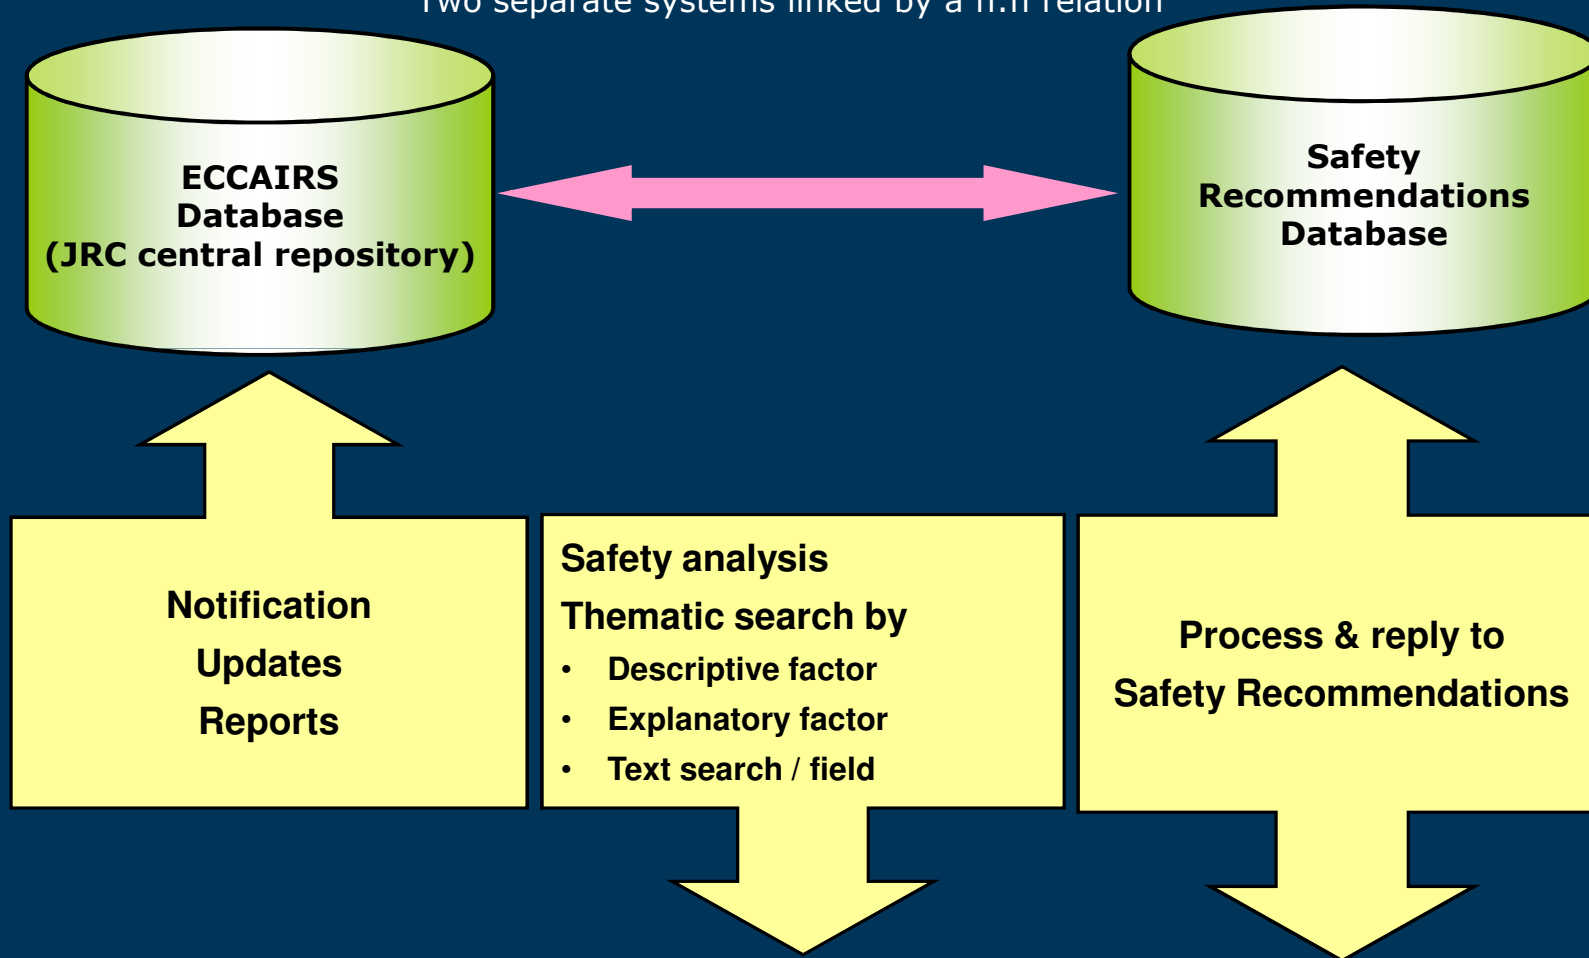 Two separate systems linked by a n:n relation
ECCAIRS
Database
(JRC central repository)
Safety
Recommendations
Database
Notification
Updates
Reports
Safety analysis
Thematic search by
• Descriptive factor
• Explanatory factor
• Text search / field
Process & reply to
Safety Recommendations